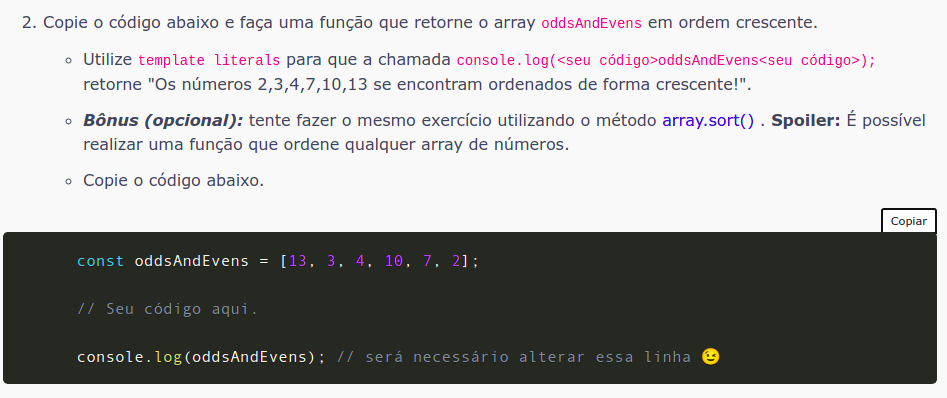 2. Copie o código abaixo e faça uma função que retorne o array oddsAndEvens em ordem crescente.
Utilize template literals para que a chamada console.log(<seu código>oddsAndEvens<seu código>);
retorne "Os números 2,3,4,7,10,13 se encontram ordenados de forma crescente!".
Bônus (opcional): tente fazer o mesmo exercício utilizando o método array.sort() . Spoiler: É possível
realizar uma função que ordene qualquer array de números.
Copie o código abaixo.
Copiar
const oddsAndEvens = [13, 3, 4, 10, 7, 2];
// Seu código aqui.
console.log(oddsAndEvens); // será necessário alterar essa linha 😉